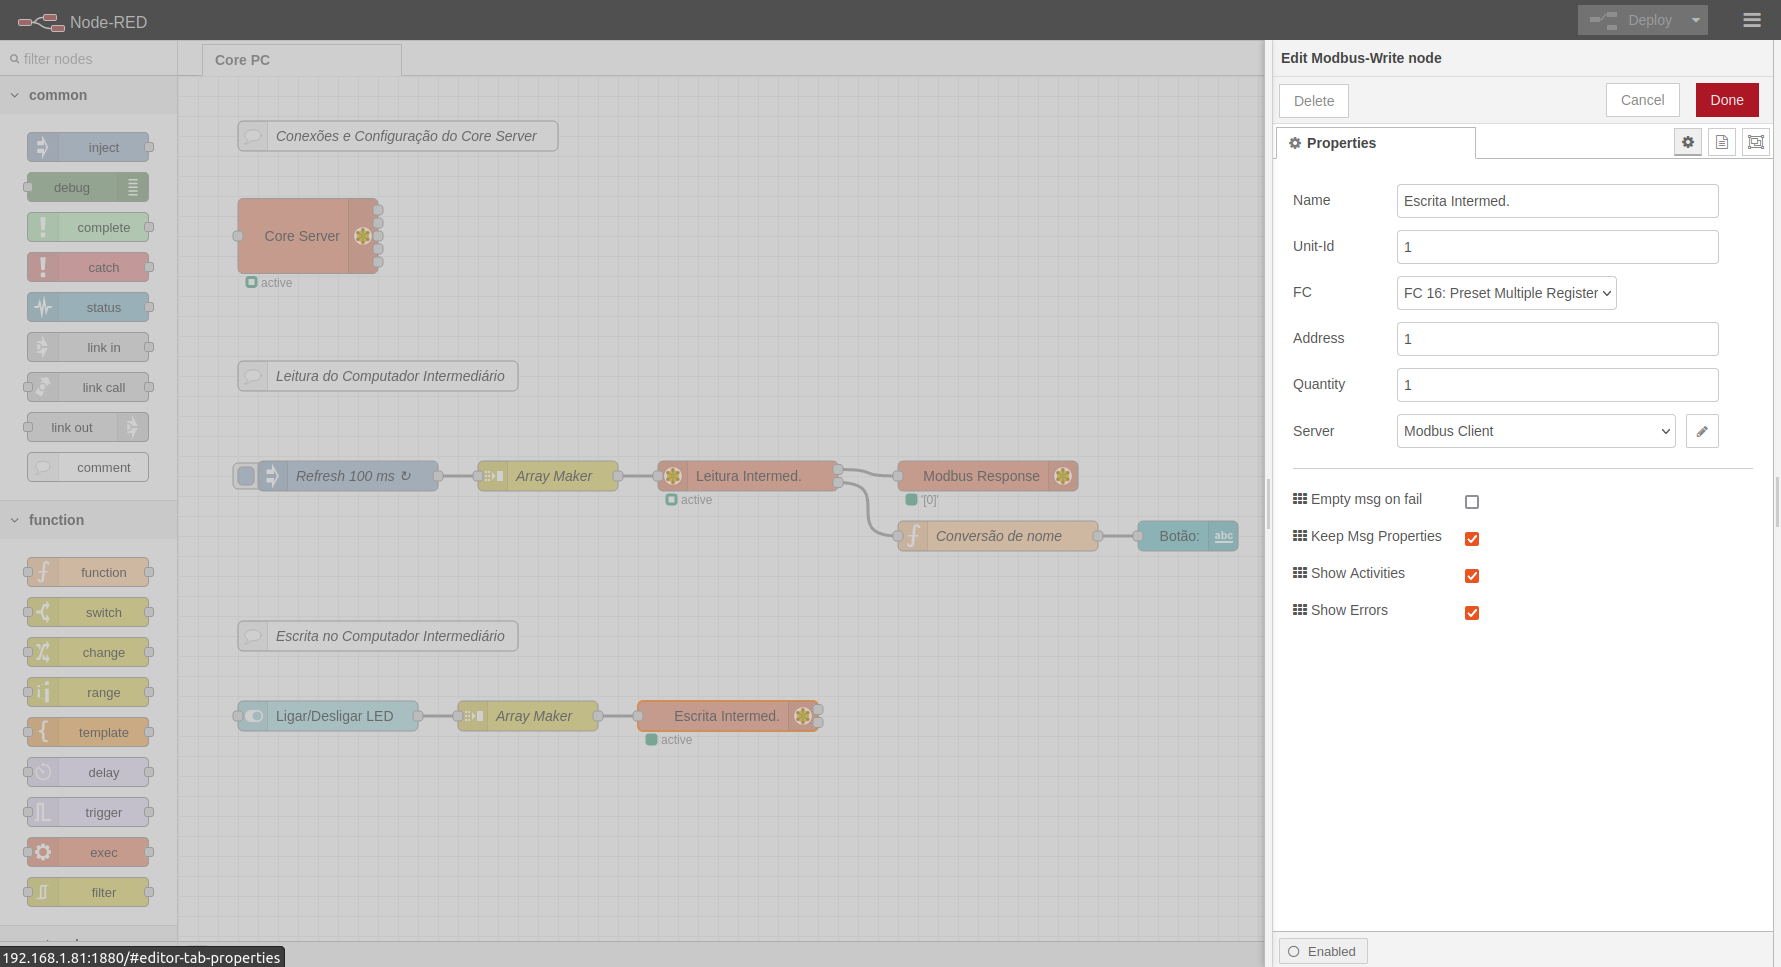 Node-RED
Deploy
filter nodes
common
inject
debug
complete
catch
status
link in
link call
link out
comment
function
function
switch
change
range
template
delay
trigger
exec
filter
192.168.1.81:1880/#editor-tab-properties
Core PC
Conexões e Configuração do Core Server
Core Server
active
Leitura do Computador Intermediário
Refresh 100 ms ↻
Array Maker
Leitura Intermed.
active
Modbus Response
'[0]'
Conversão de nome
Botão:
abc
Escrita no Computador Intermediário
Ligar/Desligar LED
Array Maker
Escrita Intermed.
active
Edit Modbus-Write node
Delete
Cancel
Done
Properties
Name
Escrita Intermed.
Unit-Id
1
FC
FC 16: Preset Multiple Register
Address
1
Quantity
1
Server
Modbus Client
Empty msg on fail
Keep Msg Properties
Show Activities
Show Errors
Enabled